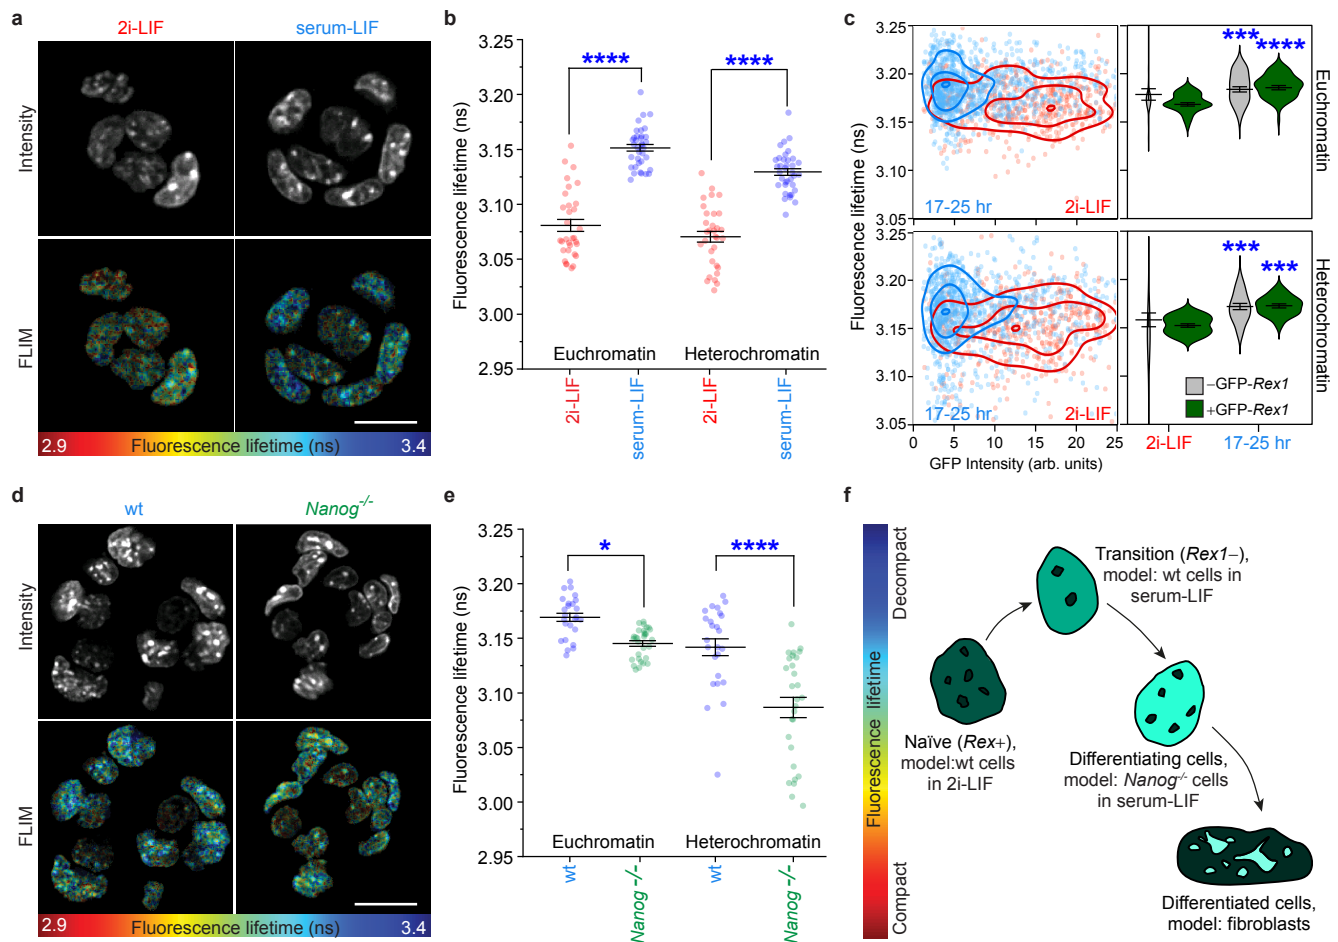 a
2i-LIF
serum-LIF
Intensity
FLIM
2.9 Fluorescence lifetime (ns) 3.4
b
Fluorescence lifetime (ns)
3.25
3.20
3.15
3.10
3.05
3.00
2.95
****
****
Euchromatin
Heterochromatin
2i-LIF
serum-LIF
2i-LIF
serum-LIF
c
Fluorescence lifetime (ns)
3.25
3.20
3.15
3.10
3.05
17-25 hr
2i-LIF
***
****
Euchromatin
3.25
3.20
3.15
3.10
3.05
17-25 hr
2i-LIF
0 5 10 15 20 25
GFP Intensity (arb. units)
***
***
Heterochromatin
−GFP-Rex1
+GFP-Rex1
2i-LIF
17-25 hr
d
wt
Nanog-/-
Intensity
FLIM
2.9 Fluorescence lifetime (ns) 3.4
e
Fluorescence lifetime (ns)
3.25
3.20
3.15
3.10
3.05
3.00
2.95
*
****
Euchromatin
Heterochromatin
wt
Nanog -/-
wt
Nanog -/-
f
Decompact
Fluorescence lifetime
Compact
Transition (Rex1−),
model: wt cells in
serum-LIF
Naïve (Rex+),
model:wt cells
in 2i-LIF
Differentiating cells,
model: Nanog-/- cells
in serum-LIF
Differentiated cells,
model: fibroblasts